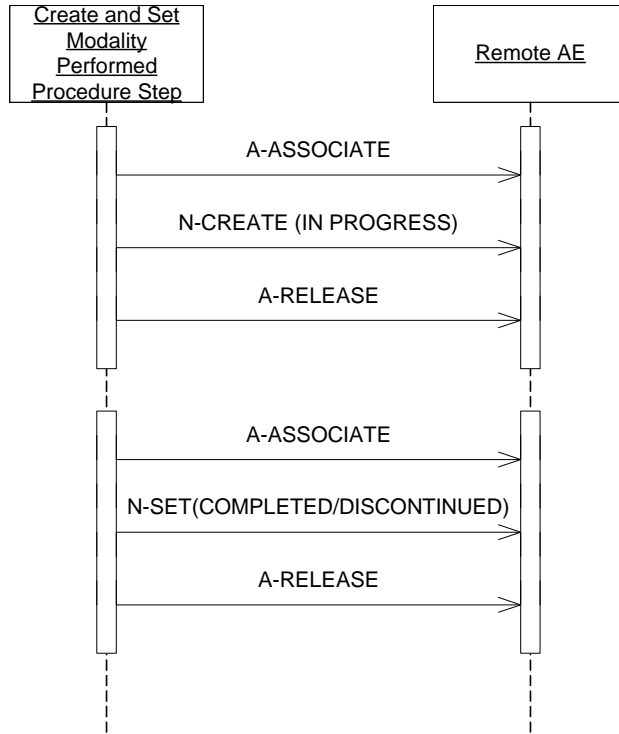 Create and Set
Modality
Performed
Procedure Step
Remote AE
A-ASSOCIATE
N-CREATE (IN PROGRESS)
A-RELEASE
A-ASSOCIATE
N-SET(COMPLETED/DISCONTINUED)
A-RELEASE